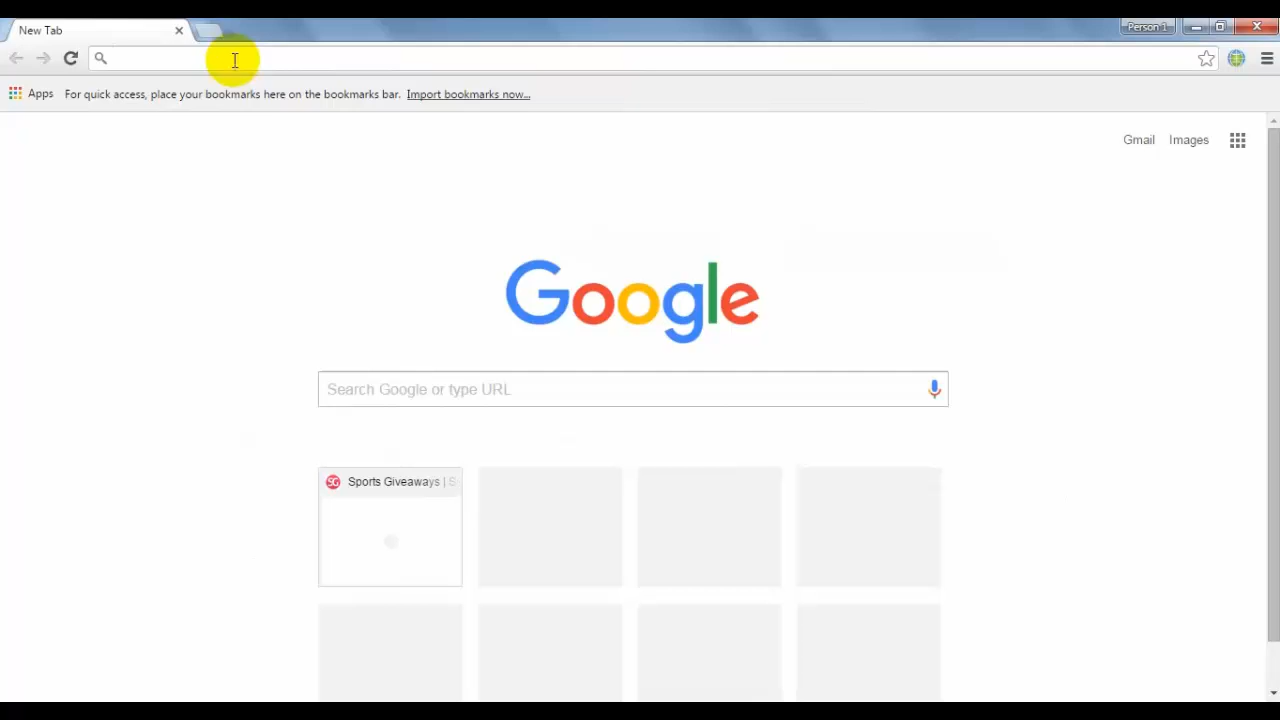 New Tab
Person 1
Apps
For quick access, place your bookmarks here on the bookmarks bar. Import bookmarks now...
Gmail Images
Google
Search Google or type URL
SG Sports Giveaways | S